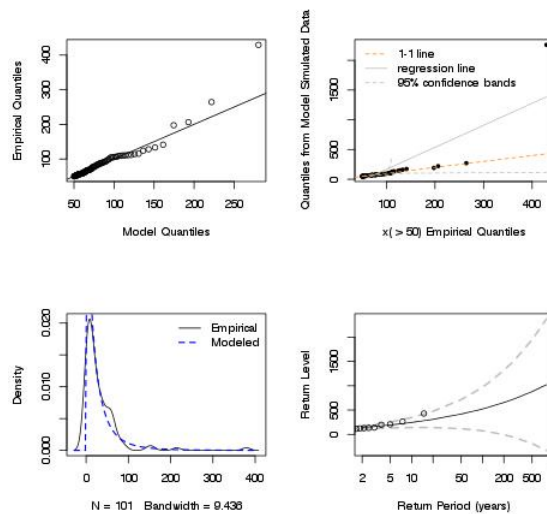 400
300
200
100
Empirical Quantiles
50
100
150
200
250
Model Quantiles
1500
500
0
Quantiles from Model Simulated Data
1-1 line
regression line
95% confidence bands
100
200
300
400
x( > 50) Empirical Quantiles
0.020
0.010
0.000
Density
Empirical
Modeled
0
100
200
300
400
N = 101 Bandwidth = 9.436
1500
500
0
Return Level
2
5
10
50
200
500
Return Period (years)